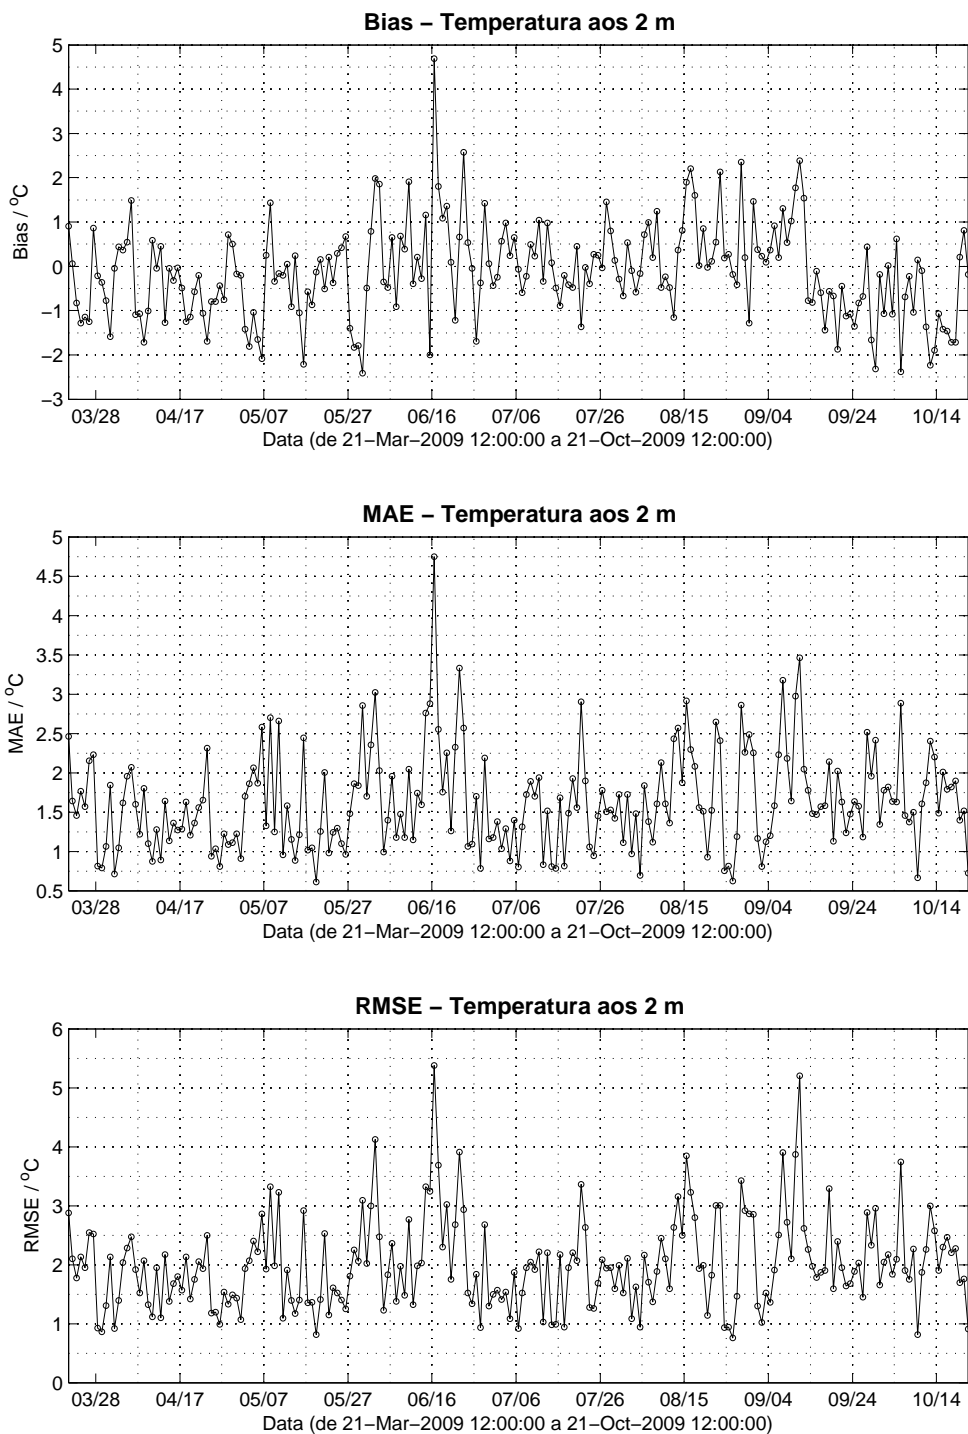 Bias – Temperatura aos 2 m
5
4
3
2
1
0
−1
−2
−3
Bias / ºC
03/28 04/17 05/07 05/27 06/16 07/06 07/26 08/15 09/04 09/24 10/14
Data (de 21−Mar−2009 12:00:00 a 21−Oct−2009 12:00:00)
MAE – Temperatura aos 2 m
5
4.5
4
3.5
3
2.5
2
1.5
1
0.5
MAE / ºC
03/28 04/17 05/07 05/27 06/16 07/06 07/26 08/15 09/04 09/24 10/14
Data (de 21−Mar−2009 12:00:00 a 21−Oct−2009 12:00:00)
RMSE – Temperatura aos 2 m
6
5
4
3
2
1
0
RMSE / ºC
03/28 04/17 05/07 05/27 06/16 07/06 07/26 08/15 09/04 09/24 10/14
Data (de 21−Mar−2009 12:00:00 a 21−Oct−2009 12:00:00)